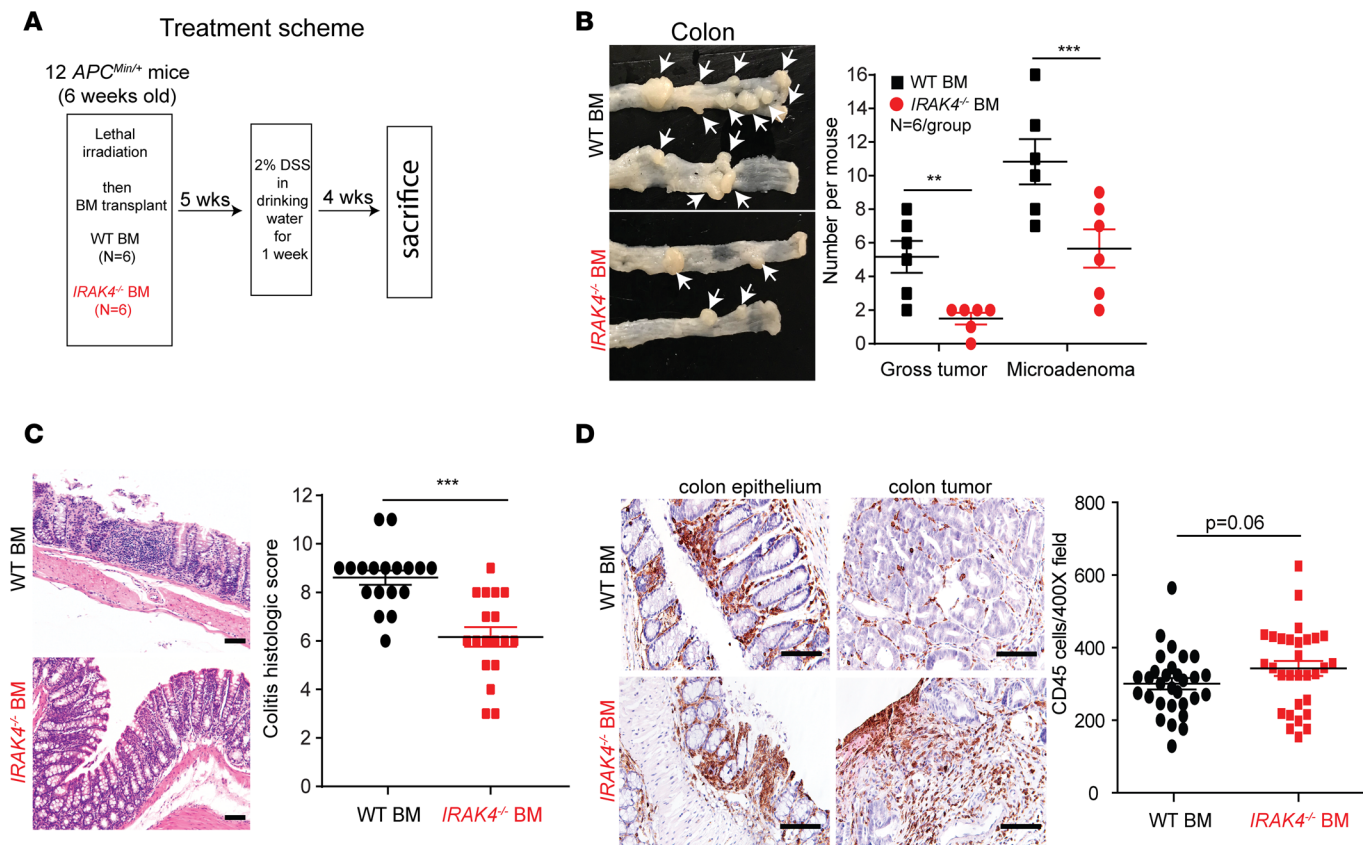 A
Treatment scheme
12 APC^Min/+ mice
(6 weeks old)
Lethal
irradiation
then
BM transplant
WT BM
(N=6)
IRAK4^-/- BM
(N=6)
5 wks
2% DSS
in
drinking
water
for
1 week
4 wks
sacrifice
B
Colon
WT BM
IRAK4^-/- BM
Number per mouse
16
14
12
10
8
6
4
2
0
WT BM
IRAK4^-/- BM
N=6/group
**
***
Gross tumor
Microadenoma
C
WT BM
IRAK4^-/- BM
Colitis histologic score
12
10
8
6
4
2
0
***
WT BM
IRAK4^-/- BM
D
colon epithelium
colon tumor
WT BM
IRAK4^-/- BM
CD45 cells/400X field
800
600
400
200
0
p=0.06
WT BM
IRAK4^-/- BM